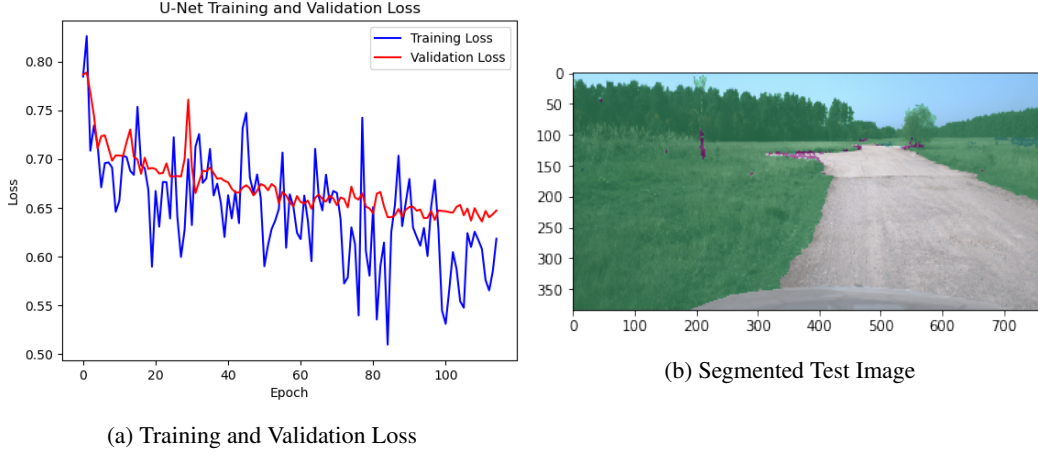 U-Net Training and Validation Loss
Training Loss
Validation Loss
0.80
0.75
0.70
0.65
0.60
0.55
0.50
Loss
0 20 40 60 80 100
Epoch
(a) Training and Validation Loss
0
50
100
150
200
250
300
350
0 100 200 300 400 500 600 700
(b) Segmented Test Image